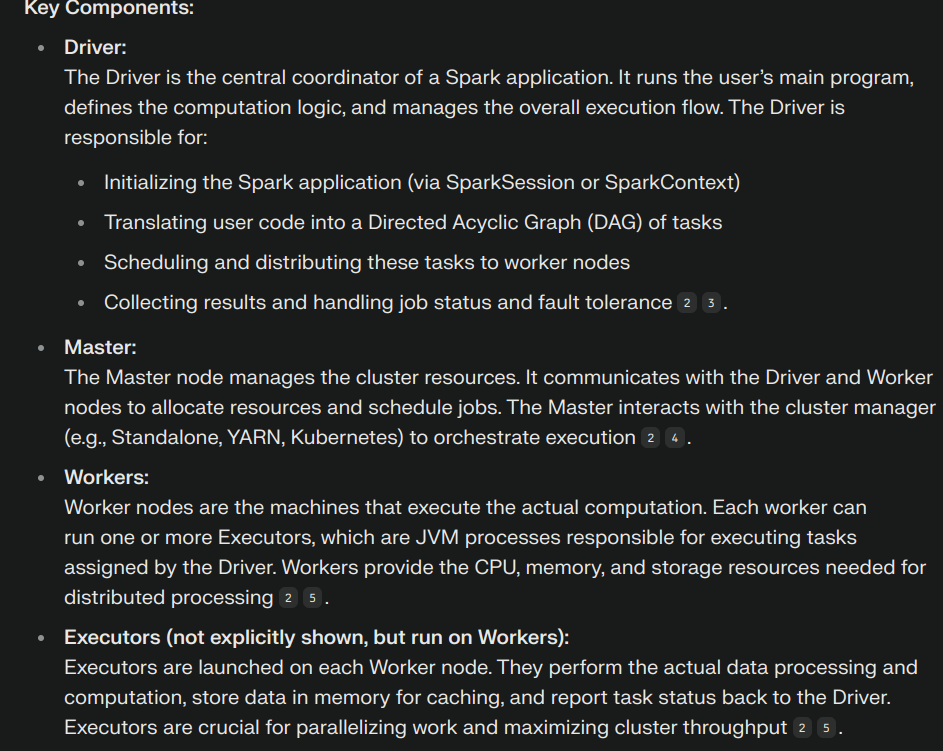 Key Components:
• Driver:
The Driver is the central coordinator of a Spark application. It runs the user’s main program,
defines the computation logic, and manages the overall execution flow. The Driver is
responsible for:
• Initializing the Spark application (via SparkSession or SparkContext)
• Translating user code into a Directed Acyclic Graph (DAG) of tasks
• Scheduling and distributing these tasks to worker nodes
• Collecting results and handling job status and fault tolerance 2 3 .
• Master:
The Master node manages the cluster resources. It communicates with the Driver and Worker
nodes to allocate resources and schedule jobs. The Master interacts with the cluster manager
(e.g., Standalone, YARN, Kubernetes) to orchestrate execution 2 4 .
• Workers:
Worker nodes are the machines that execute the actual computation. Each worker can
run one or more Executors, which are JVM processes responsible for executing tasks
assigned by the Driver. Workers provide the CPU, memory, and storage resources needed for
distributed processing 2 5 .
• Executors (not explicitly shown, but run on Workers):
Executors are launched on each Worker node. They perform the actual data processing and
computation, store data in memory for caching, and report task status back to the Driver.
Executors are crucial for parallelizing work and maximizing cluster throughput 2 5 .